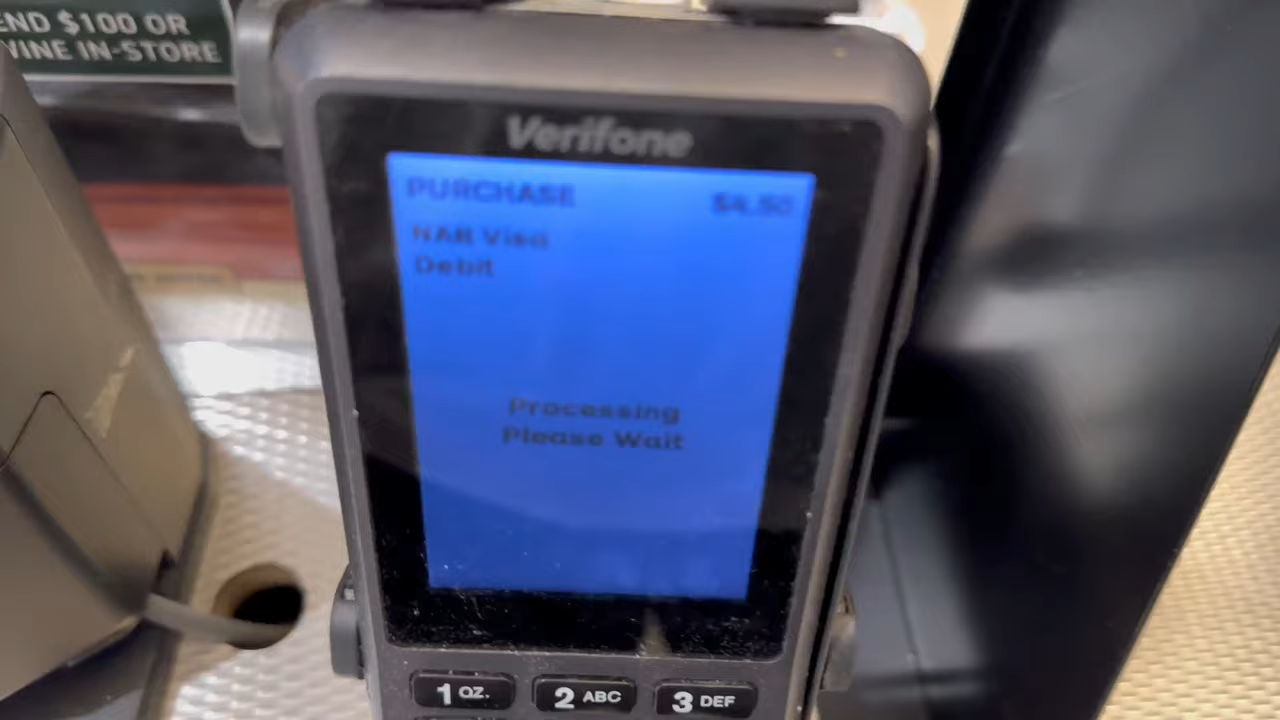 END $100 OR
WINE IN-STORE
Verifone
PURCHASE $4.50
NAB Visa
Debit
Processing
Please Wait
1 QZ. 2 ABC 3 DEF